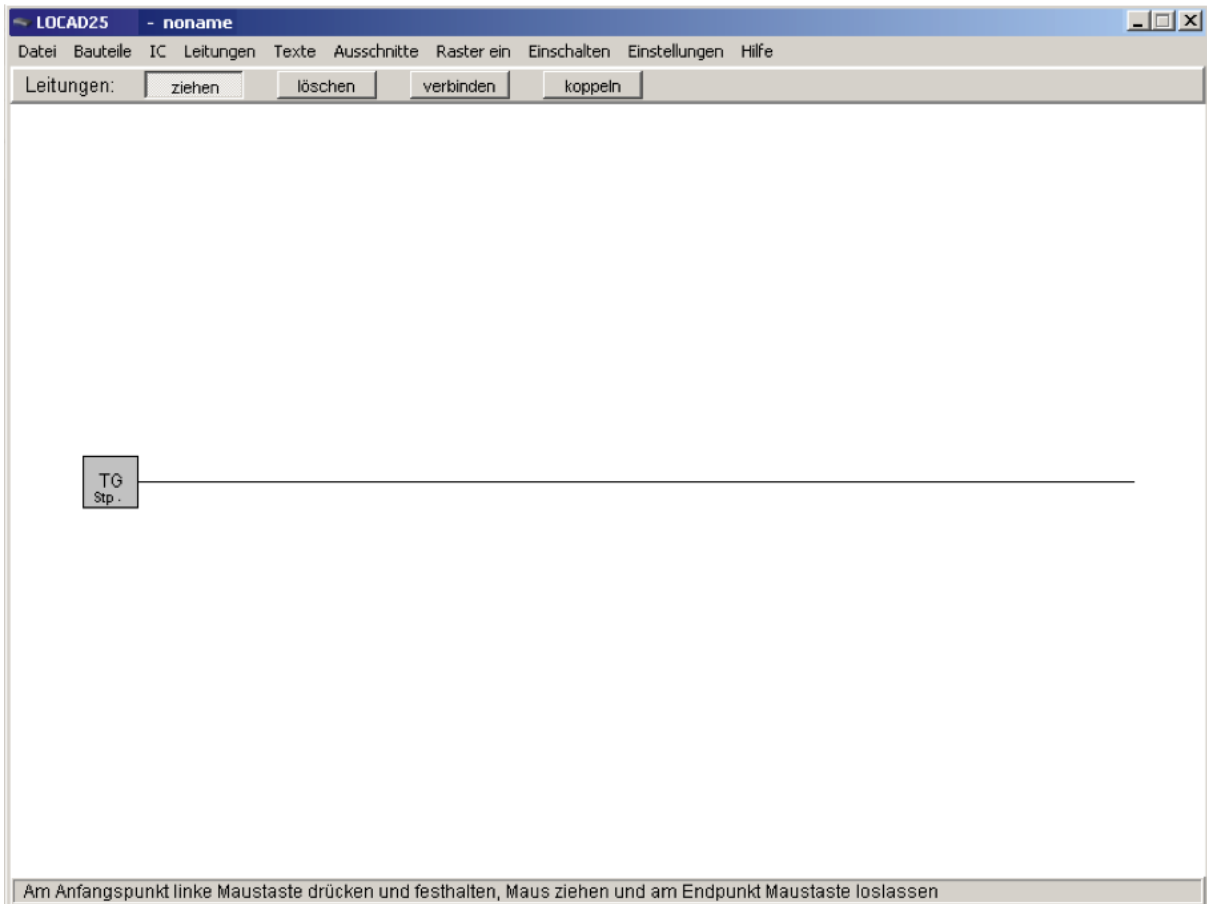 LOCAD25 - noname
Datei Bauteile IC Leitungen Texte Ausschnitte Raster ein Einschalten Einstellungen Hilfe
Leitungen: ziehen löschen verbinden koppeln
TG
Stp.
Am Anfangspunkt linke Maustaste drücken und festhalten, Maus ziehen und am Endpunkt Maustaste loslassen